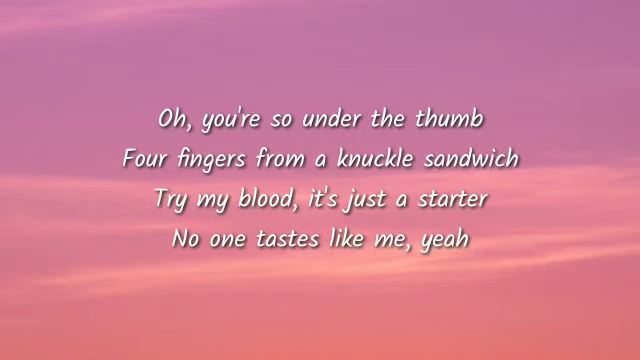 Oh, you're so under the thumb
Four fingers from a knuckle sandwich
Try my blood, it's just a starter
No one tastes like me, yeah